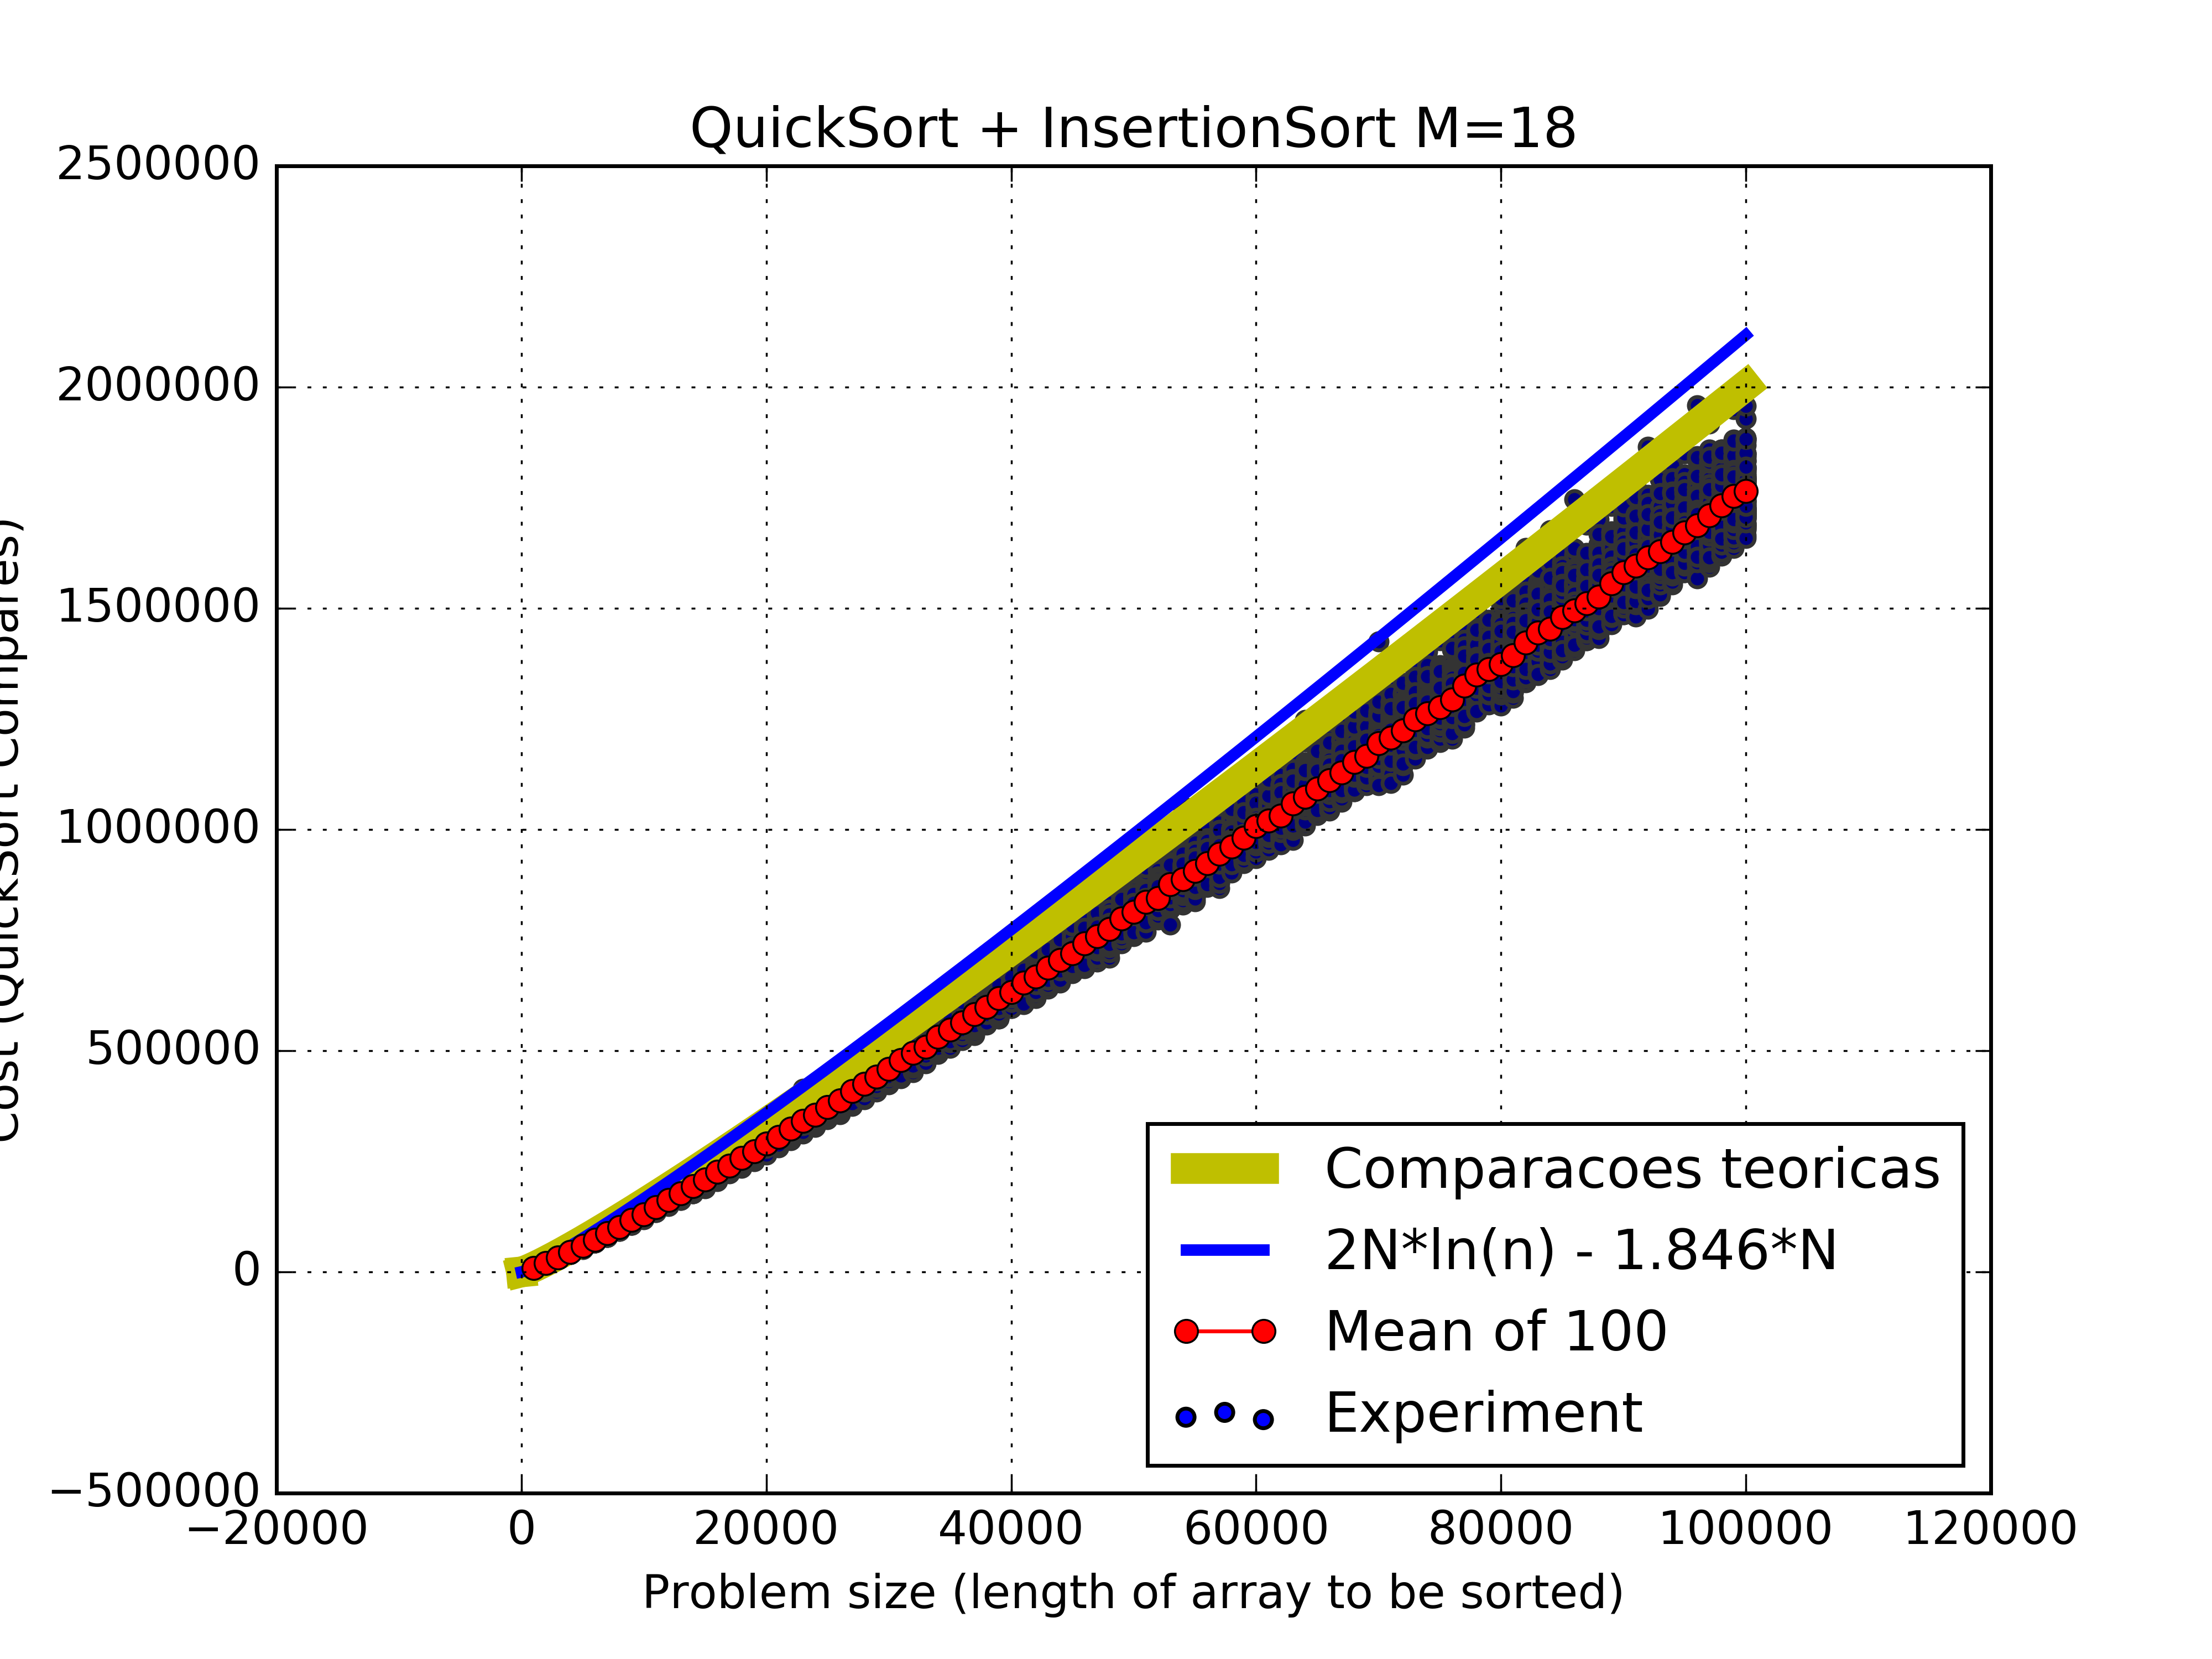 QuickSort + InsertionSort M=18
2500000
2000000
1500000
1000000
500000
0
−500000
−20000 0 20000 40000 60000 80000 100000 120000
Cost (QuickSort Compares)
Problem size (length of array to be sorted)
Comparacoes teoricas
2N*ln(n) - 1.846*N
Mean of 100
Experiment